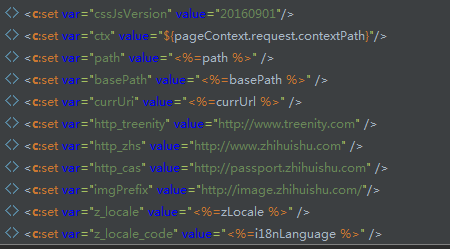 <c:set var="cssJsVersion" value="20160901"/>
<c:set var="ctx" value="${pageContext.request.contextPath}"/>
<c:set var="path" value="<%=path %>" />
<c:set var="basePath" value="<%=basePath %>" />
<c:set var="currUri" value="<%=currUrl %>" />
<c:set var="http_treenity" value="http://www.treenity.com" />
<c:set var="http_zhs" value="http://www.zhihuishu.com" />
<c:set var="http_cas" value="http://passport.zhihuishu.com" />
<c:set var="imgPrefix" value="http://image.zhihuishu.com/"/>
<c:set var="z_locale" value="<%=zLocale %>" />
<c:set var="z_locale_code" value="<%=i18nLanguage %>" />